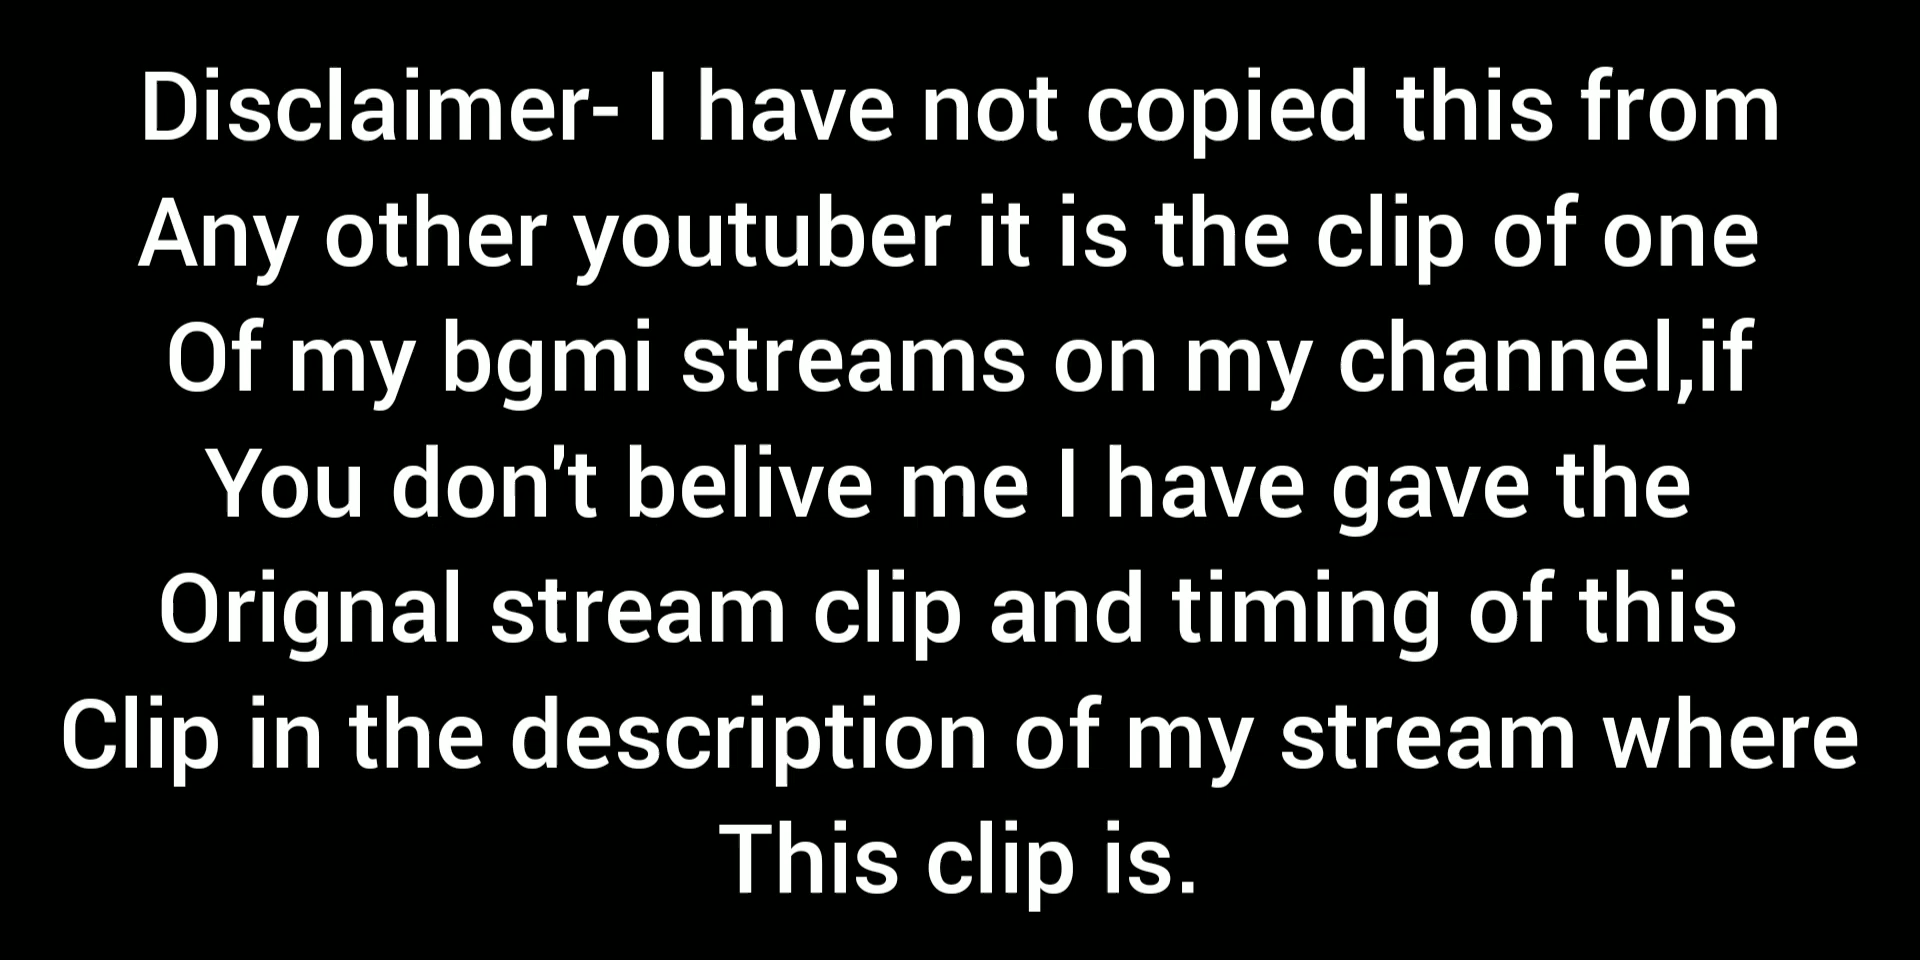 Disclaimer- I have not copied this from
Any other youtuber it is the clip of one
Of my bgmi streams on my channel,if
You don't belive me I have gave the
Orignal stream clip and timing of this
Clip in the description of my stream where
This clip is.